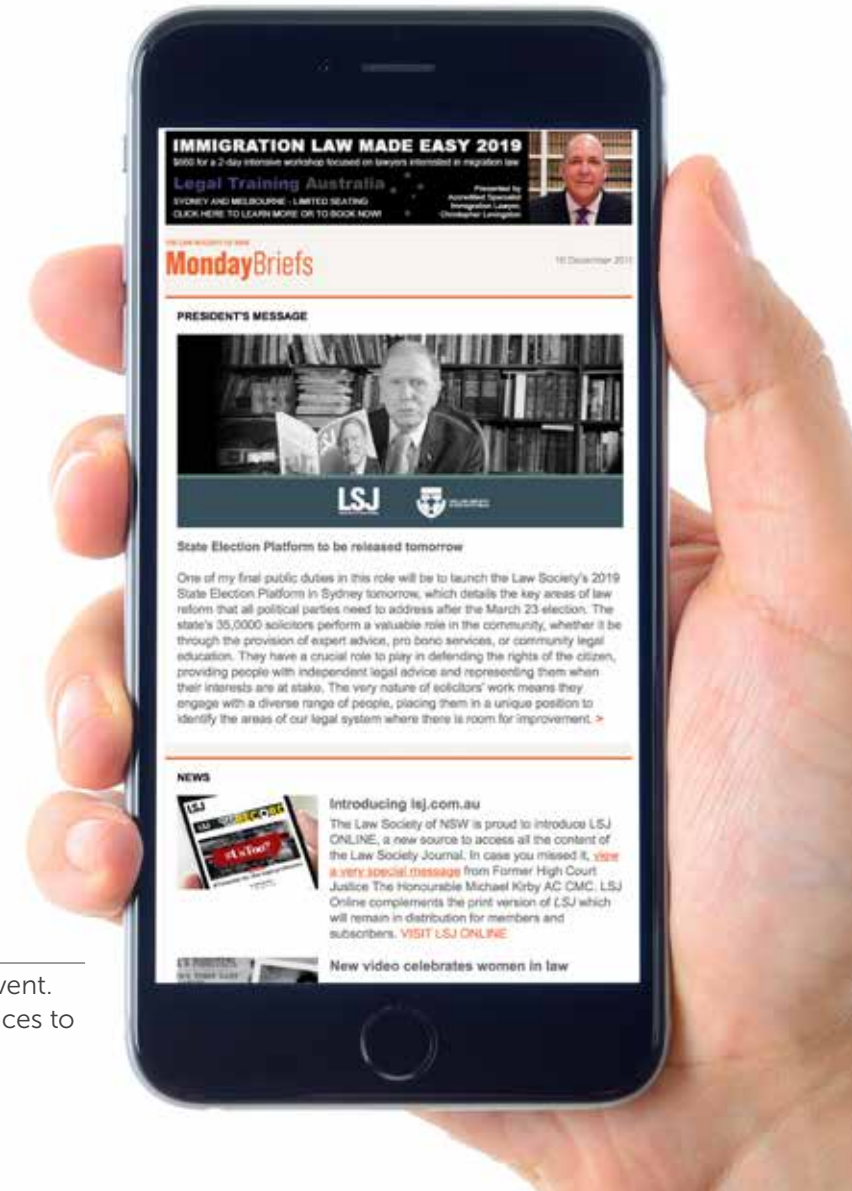 IMMIGRATION LAW MADE EASY 2019
$660 for a 2-day intensive workshop focused on lawyers interested in migration law
Legal Training Australia
SYDNEY AND MELBOURNE - LIMITED SEATING
CLICK HERE TO LEARN MORE OR TO BOOK NOW!
Presented by
Accredited Specialist
Immigration Lawyer,
Christopher Levingston
THE LAW SOCIETY OF NSW
MondayBriefs
December
PRESIDENT'S MESSAGE
LSJ
LSJ
State Election Platform to be released tomorrow
One of my final public duties in this role will be to launch the Law Society's 2019
State Election Platform in Sydney tomorrow, which details the key areas of law
reform that all political parties need to address after the March 23 election. The
state's 35,0000 solicitors perform a valuable role in the community, whether it be
through the provision of expert advice, pro bono services, or community legal
education. They have a crucial role to play in defending the rights of the citizen,
providing people with independent legal advice and representing them when
their interests are at stake. The very nature of solicitors' work means they
engage with a diverse range of people, placing them in a unique position to
identify the areas of our legal system where there is room for improvement. >
NEWS
LSJ
#UsToo?
Introducing lsj.com.au
The Law Society of NSW is proud to introduce LSJ
ONLINE, a new source to access all the content of
the Law Society Journal. In case you missed it, view
a very special message from Former High Court
Justice The Honourable Michael Kirby AC CMC. LSJ
Online complements the print version of LSJ which
will remain in distribution for members and
subscribers. VISIT LSJ ONLINE
New video celebrates women in law
vent.
ces to